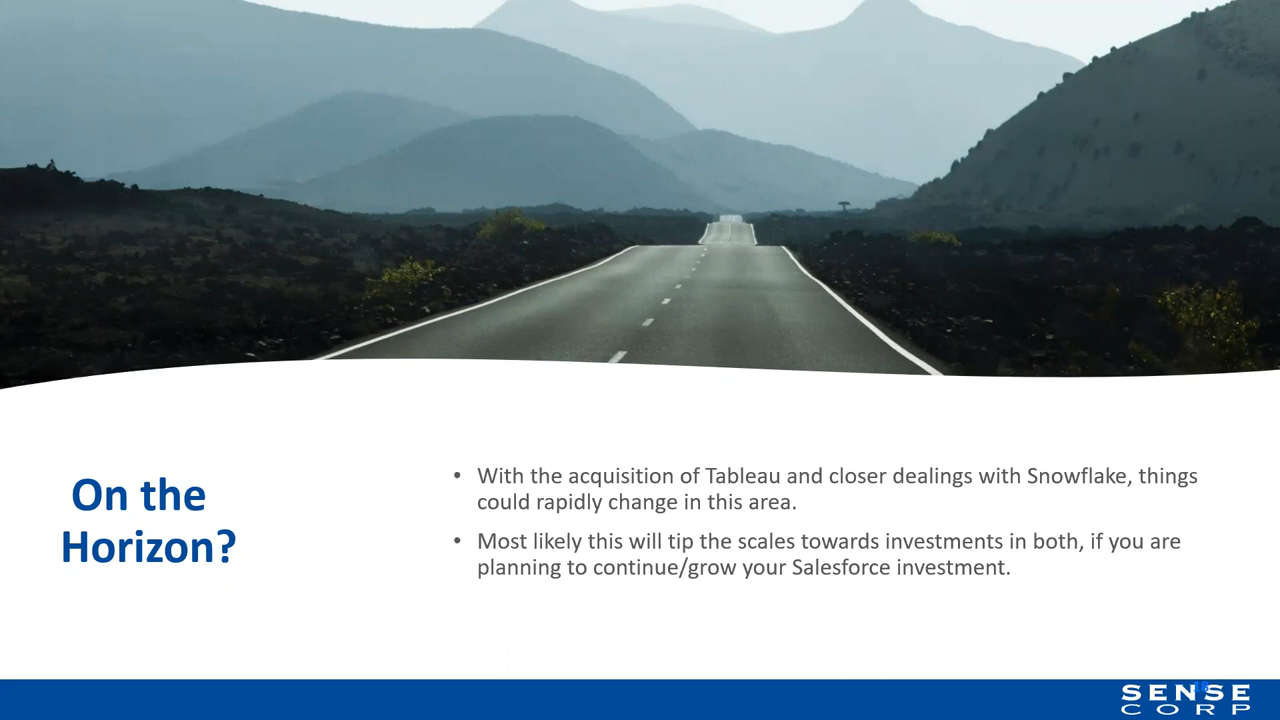 On the
Horizon?
• With the acquisition of Tableau and closer dealings with Snowflake, things
could rapidly change in this area.
• Most likely this will tip the scales towards investments in both, if you are
planning to continue/grow your Salesforce investment.
SENSE
CORP